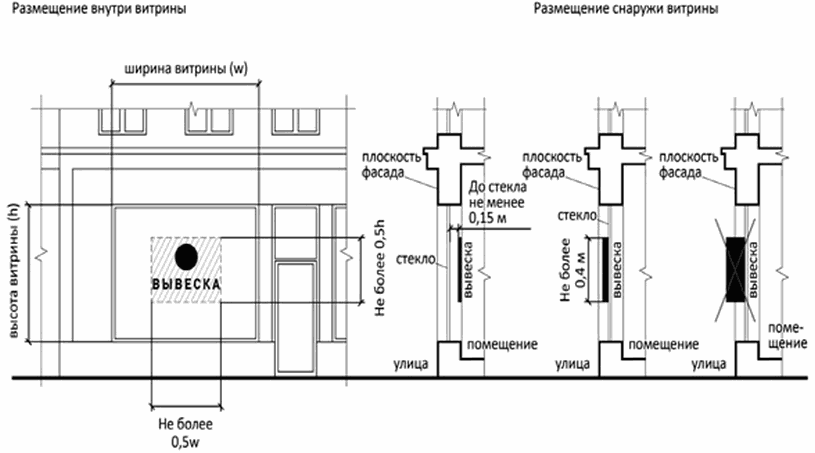 Размещение внутри витрины
Размещение снаружи витрины
ширина витрины (w)
высота витрины (h)
ВЫВЕСКА
Не более 0,5h
Не более
0,5w
плоскость
фасада
До стекла
не менее
0,15 м
стекло
вывеска
помещение
улица
плоскость
фасада
стекло
Не более
0,4 м
вывеска
помещение
улица
плоскость
фасада
вывеска
поме-
щение
улица